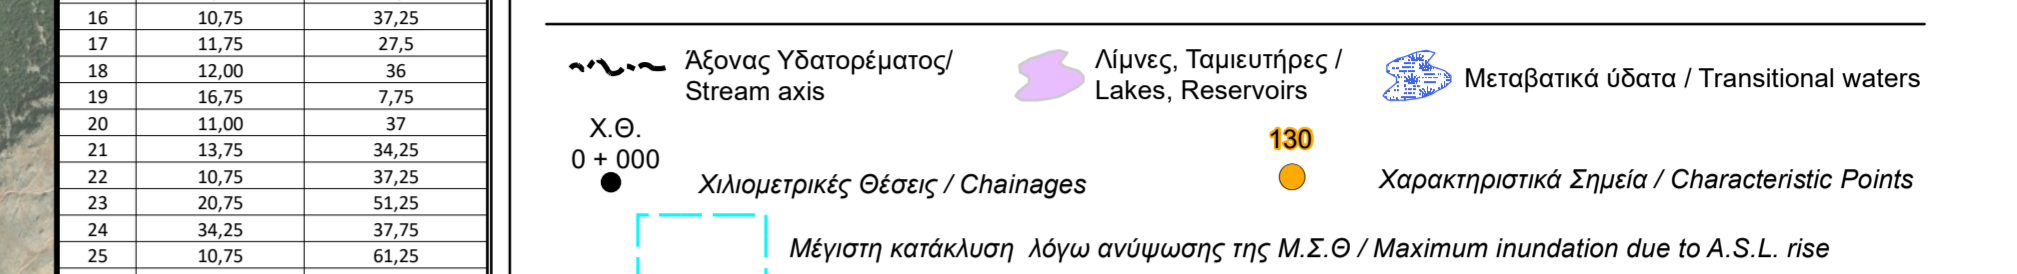 16 10,75 37,25
17 11,75 27,5
18 12,00 36
19 16,75 7,75
20 11,00 37
21 13,75 34,25
22 10,75 37,25
23 20,75 51,25
24 34,25 37,75
25 10,75 61,25
Άξονας Υδατορέματος/
Stream axis
Λίμνες, Ταμιευτήρες /
Lakes, Reservoirs
Μεταβατικά ύδατα / Transitional waters
Χ.Θ.
0 + 000
Χιλιομετρικές Θέσεις / Chainages
130
Χαρακτηριστικά Σημεία / Characteristic Points
Μέγιστη κατάκλυση λόγω ανύψωσης της Μ.Σ.Θ / Maximum inundation due to A.S.L. rise